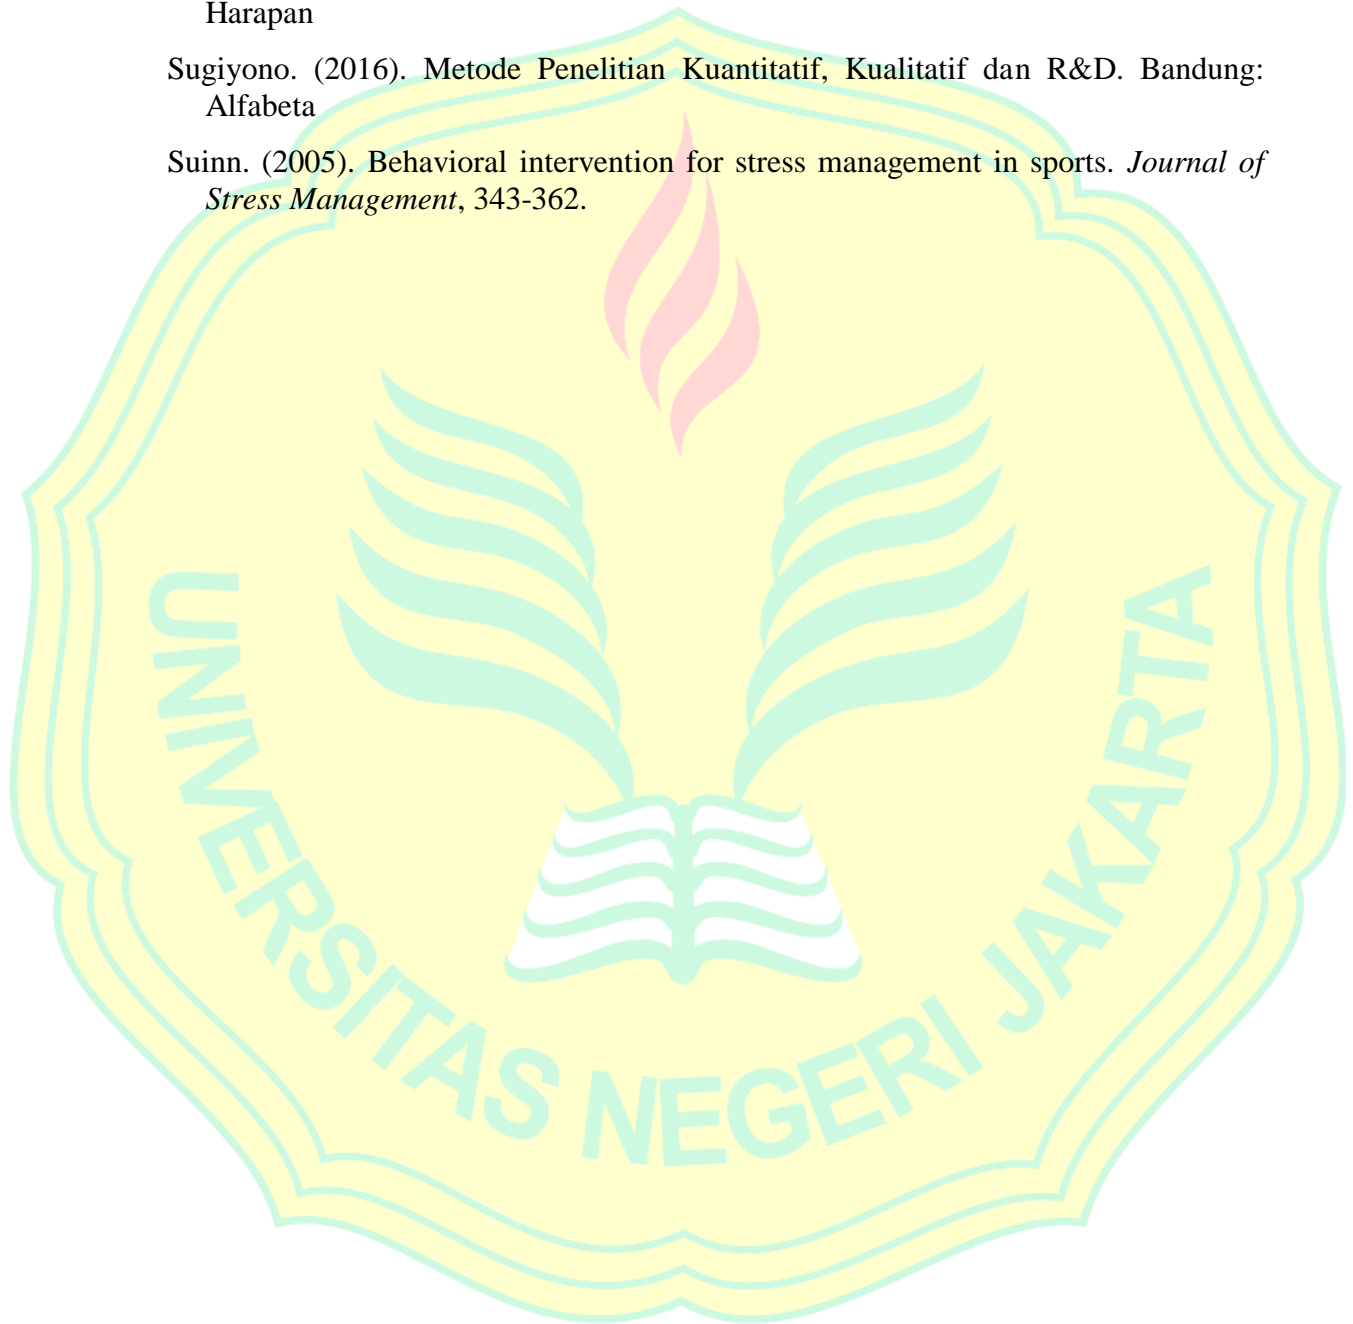 Harapan
Sugiyono. (2016). Metode Penelitian Kuantitatif, Kualitatif dan R&D. Bandung:
Alfabeta
Suinn. (2005). Behavioral intervention for stress management in sports. Journal of
Stress Management, 343-362.
UNIVERSITAS NEGERI JAKARTA